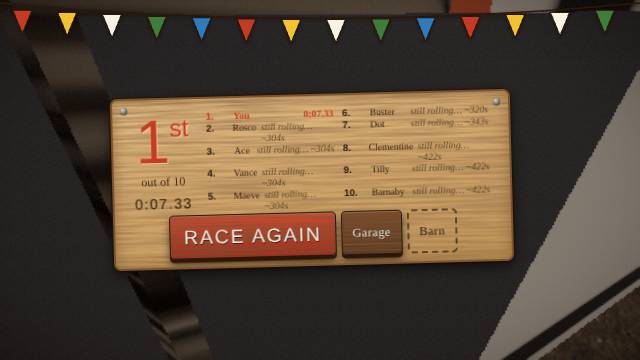 1st
out of 10
0:07.33
1. You 0:07.33
2. Rosco still rolling...
~304s
3. Ace still rolling... ~304s
4. Vance still rolling...
~304s
5. Maeve still rolling...
~304s
6. Buster still rolling... ~320s
7. Dot still rolling... ~343s
8. Clementine still rolling...
~422s
9. Tilly still rolling... ~422s
10. Barnaby still rolling... ~422s
RACE AGAIN
Garage
Barn